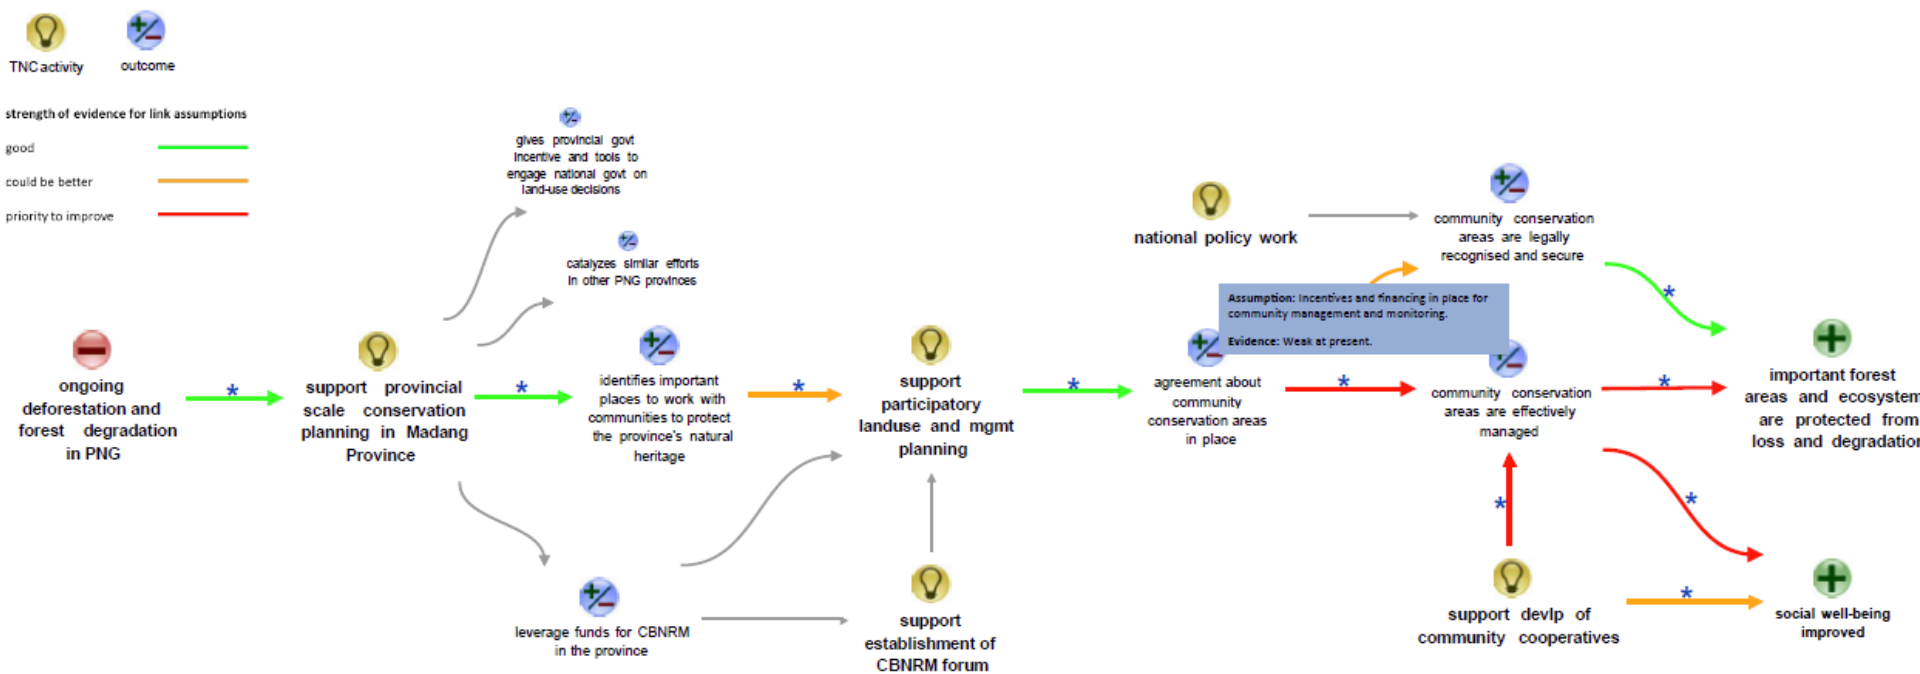 TNC activity
outcome
strength of evidence for link assumptions
good
could be better
priority to improve
gives provincial govt
incentive and tools to
engage national govt on
land-use decisions
catalyzes similar efforts
in other PNG provinces
ongoing
deforestation and
forest degradation
in PNG
*
support provincial
scale conservation
planning in Madang
Province
*
identifies important
places to work with
communities to protect
the province's natural
heritage
*
leverage funds for CBNRM
in the province
support
participatory
landuse and mgmt
planning
support
establishment of
CBNRM forum
*
national policy work
community conservation
areas are legally
recognised and secure
Assumption: Incentives and financing in place for
community management and monitoring.
Evidence: Weak at present.
agreement about
community
conservation areas
in place
*
community conservation
areas are effectively
managed
*
*
*
*
support devlp of
community cooperatives
*
important forest
areas and ecosystem
are protected from
loss and degradation
social well-being
improved